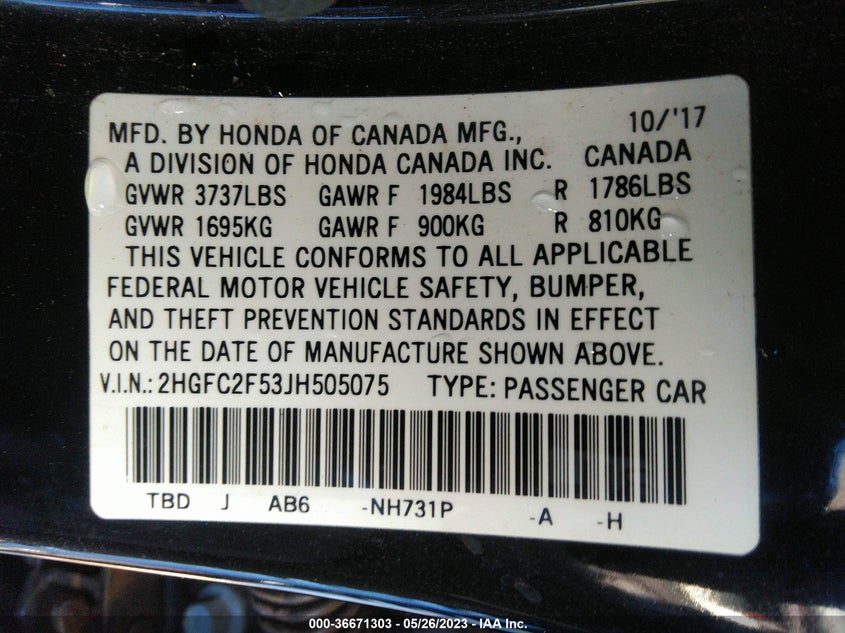 10/'17
MFD. BY HONDA OF CANADA MFG.,
A DIVISION OF HONDA CANADA INC. CANADA
GVWR 3737LBS GAWR F 1984LBS R 1786LBS
GVWR 1695KG GAWR F 900KG R 810KG
THIS VEHICLE CONFORMS TO ALL APPLICABLE
FEDERAL MOTOR VEHICLE SAFETY, BUMPER,
AND THEFT PREVENTION STANDARDS IN EFFECT
ON THE DATE OF MANUFACTURE SHOWN ABOVE.
V.I.N.: 2HGFC2F53JH505075 TYPE: PASSENGER CAR
TBD J AB6 -NH731P -A -H
000-36671303 - 05/26/2023 - IAA Inc.